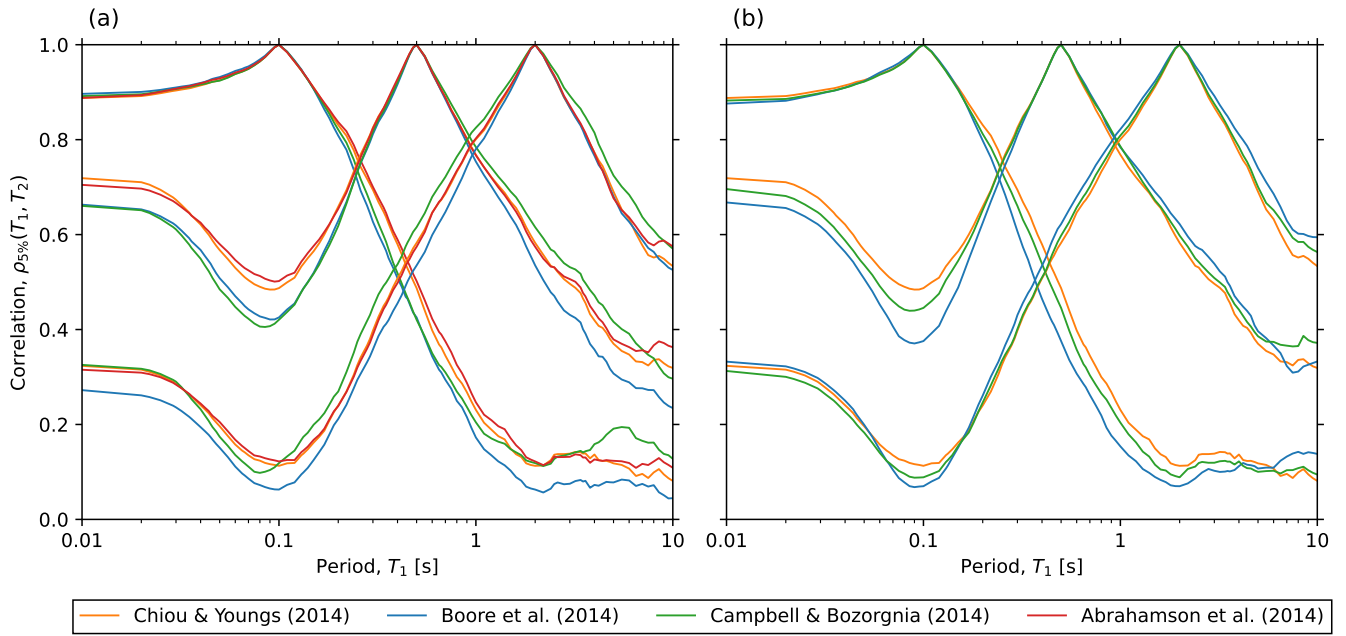 (a)
(b)
1.0
0.8
0.6
0.4
0.2
0.0
Correlation, ρ5%(T1, T2)
0.01 0.1 1 10
0.01 0.1 1 10
Period, T1 [s]
Period, T1 [s]
Chiou & Youngs (2014) Boore et al. (2014) Campbell & Bozorgnia (2014) Abrahamson et al. (2014)